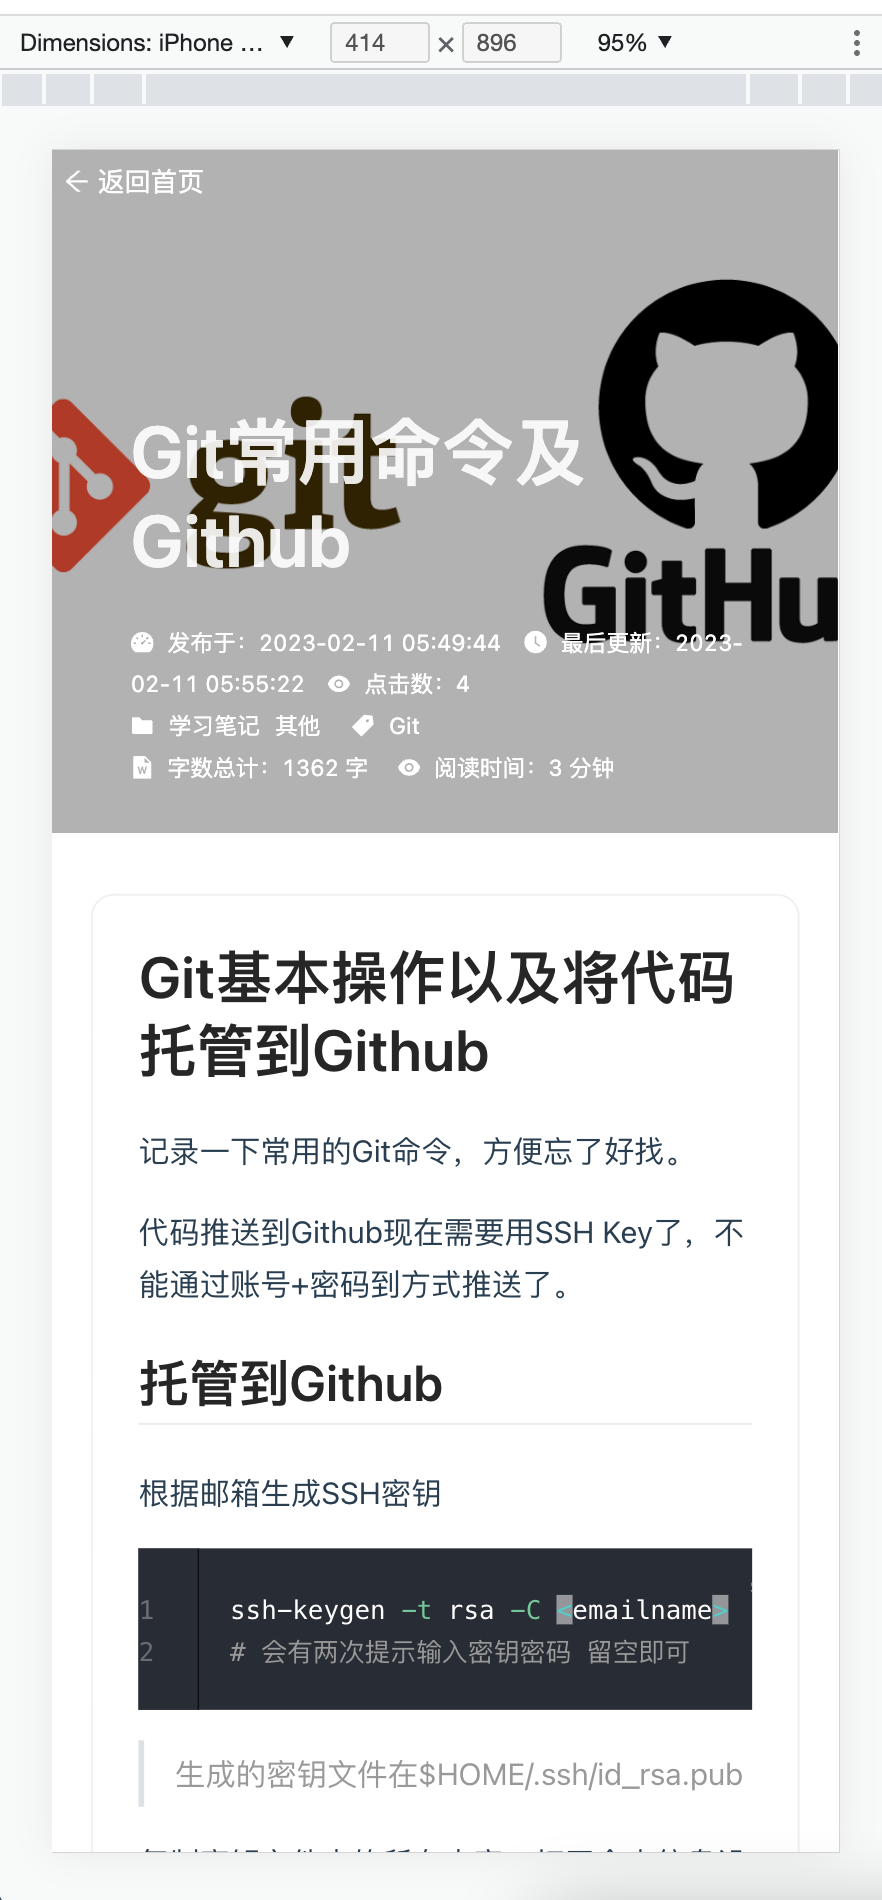 Dimensions: iPhone ... 414 × 896 95%
返回首页
git
GitHu
Git常用命令及
Github
发布于：2023-02-11 05:49:44 最后更新：2023-
02-11 05:55:22 点击数：4
学习笔记 其他 Git
字数总计：1362 字 阅读时间：3 分钟
Git基本操作以及将代码
托管到Github
记录一下常用的Git命令，方便忘了好找。
代码推送到Github现在需要用SSH Key了，不
能通过账号+密码到方式推送了。
托管到Github
根据邮箱生成SSH密钥
1 ssh-keygen -t rsa -C <emailname>
2 # 会有两次提示输入密钥密码 留空即可
生成的密钥文件在$HOME/.ssh/id_rsa.pub